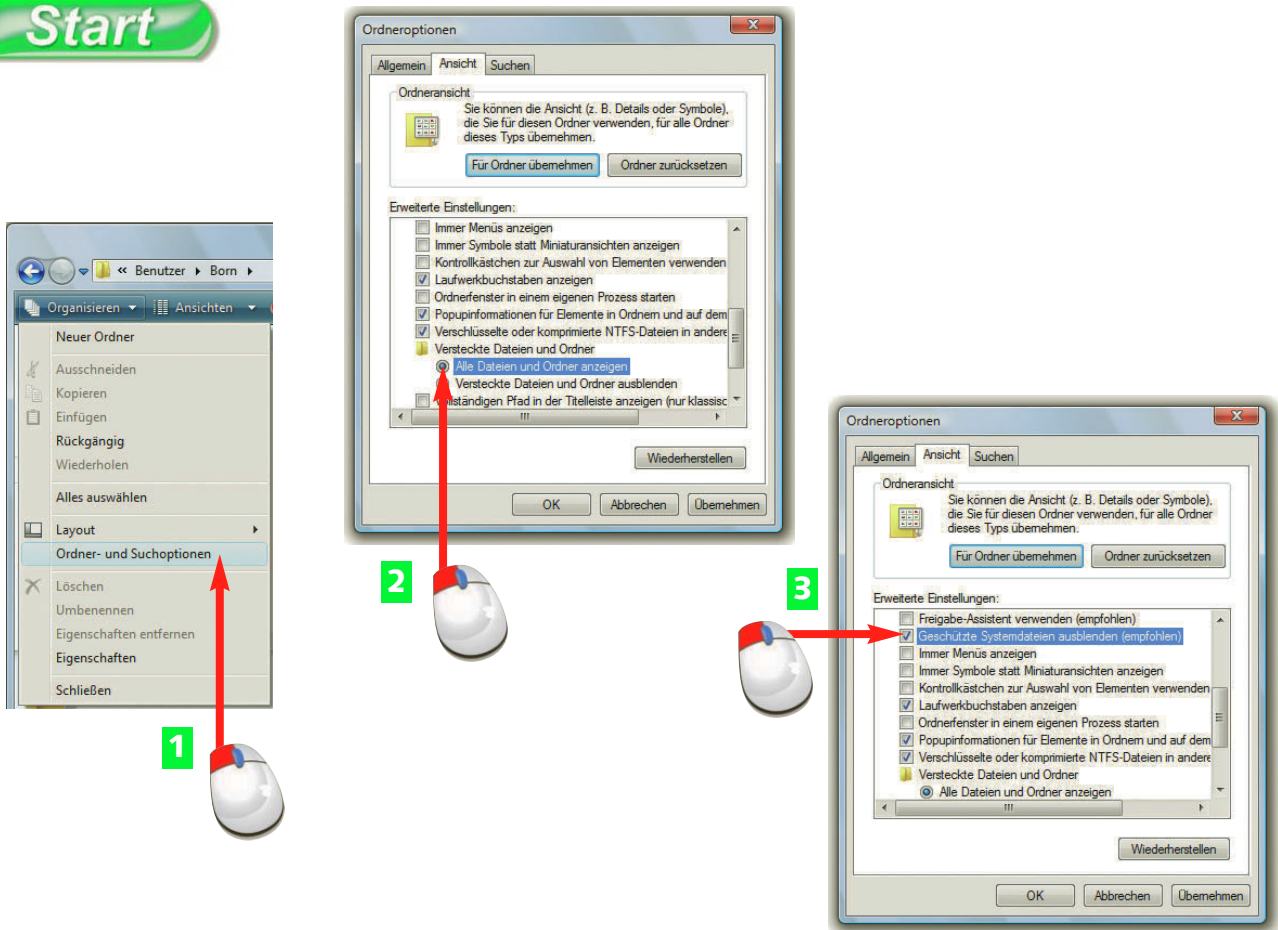 Start
« Benutzer Born
Organisieren Ansichten
Neuer Ordner
Ausschneiden
Kopieren
Einfügen
Rückgängig
Wiederholen
Alles auswählen
Layout
Ordner- und Suchoptionen
Löschen
Umbenennen
Eigenschaften entfernen
Eigenschaften
Schließen
1
Ordneroptionen
Allgemein Ansicht Suchen
Ordneransicht
Sie können die Ansicht (z. B. Details oder Symbole),
die Sie für diesen Ordner verwenden, für alle Ordner
dieses Typs übernehmen.
Für Ordner übernehmen Ordner zurücksetzen
Erweiterte Einstellungen:
Immer Menüs anzeigen
Immer Symbole statt Miniaturansichten anzeigen
Kontrollkästchen zur Auswahl von Elementen verwenden
Laufwerkbuchstaben anzeigen
Ordnerfenster in einem eigenen Prozess starten
Popupinformationen für Elemente in Ordnern und auf dem
Verschlüsselte oder komprimierte NTFS-Dateien in andere
Versteckte Dateien und Ordner
Alle Dateien und Ordner anzeigen
Versteckte Dateien und Ordner ausblenden
Vollständigen Pfad in der Titelleiste anzeigen (nur klassisc
Wiederherstellen
OK Abbrechen Übernehmen
2
Ordneroptionen
Allgemein Ansicht Suchen
Ordneransicht
Sie können die Ansicht (z. B. Details oder Symbole),
die Sie für diesen Ordner verwenden, für alle Ordner
dieses Typs übernehmen.
Für Ordner übernehmen Ordner zurücksetzen
Erweiterte Einstellungen:
Freigabe-Assistent verwenden (empfohlen)
Geschützte Systemdateien ausblenden (empfohlen)
Immer Menüs anzeigen
Immer Symbole statt Miniaturansichten anzeigen
Kontrollkästchen zur Auswahl von Elementen verwenden
Laufwerkbuchstaben anzeigen
Ordnerfenster in einem eigenen Prozess starten
Popupinformationen für Elemente in Ordnern und auf dem
Verschlüsselte oder komprimierte NTFS-Dateien in andere
Versteckte Dateien und Ordner
Alle Dateien und Ordner anzeigen
Wiederherstellen
OK Abbrechen Übernehmen
3